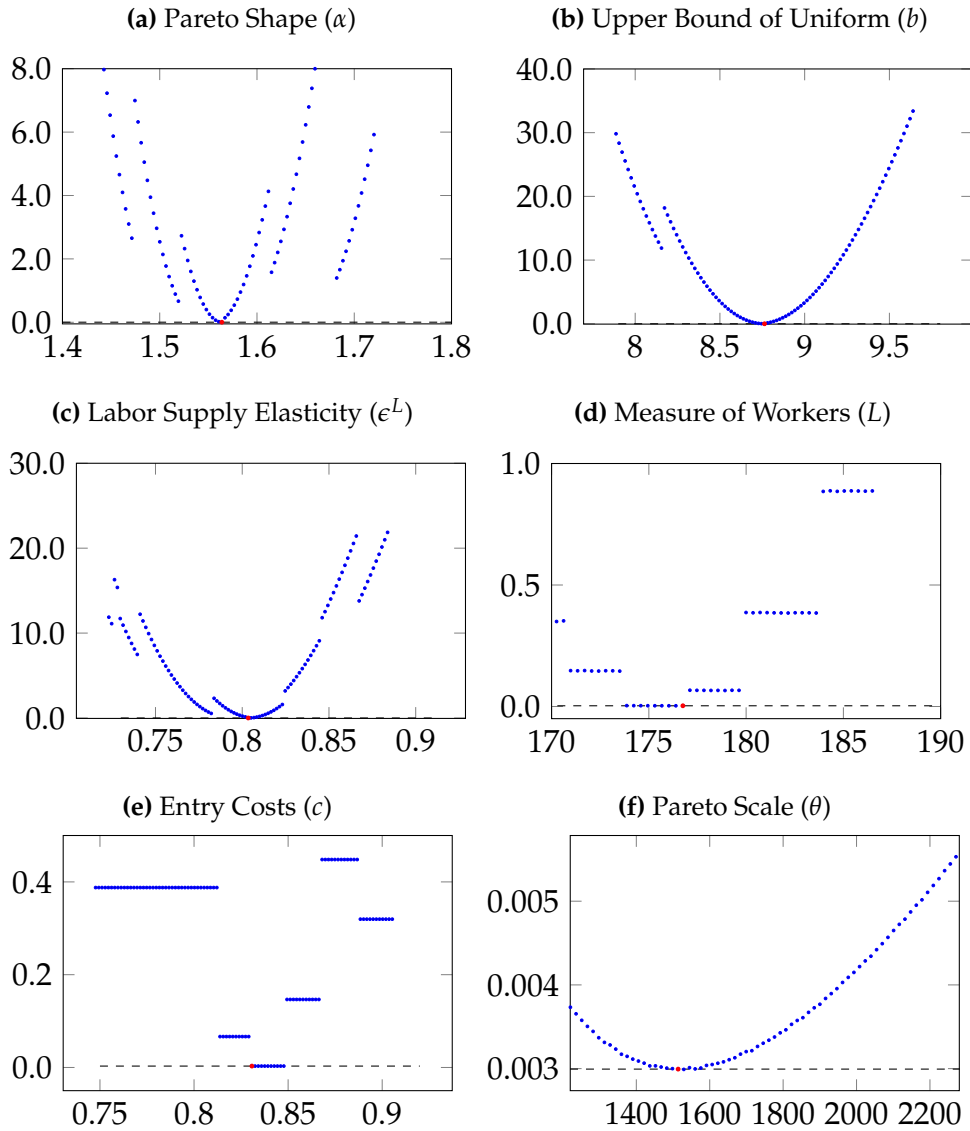 (a) Pareto Shape (α)
8.0
6.0
4.0
2.0
0.0
1.4 1.5 1.6 1.7 1.8
(b) Upper Bound of Uniform (b)
40.0
30.0
20.0
10.0
0.0
8 8.5 9 9.5
(c) Labor Supply Elasticity (ϵ^L)
30.0
20.0
10.0
0.0
0.75 0.8 0.85 0.9
(d) Measure of Workers (L)
1.0
0.5
0.0
170 175 180 185 190
(e) Entry Costs (c)
0.4
0.2
0.0
0.75 0.8 0.85 0.9
(f) Pareto Scale (θ)
0.005
0.004
0.003
1400 1600 1800 2000 2200